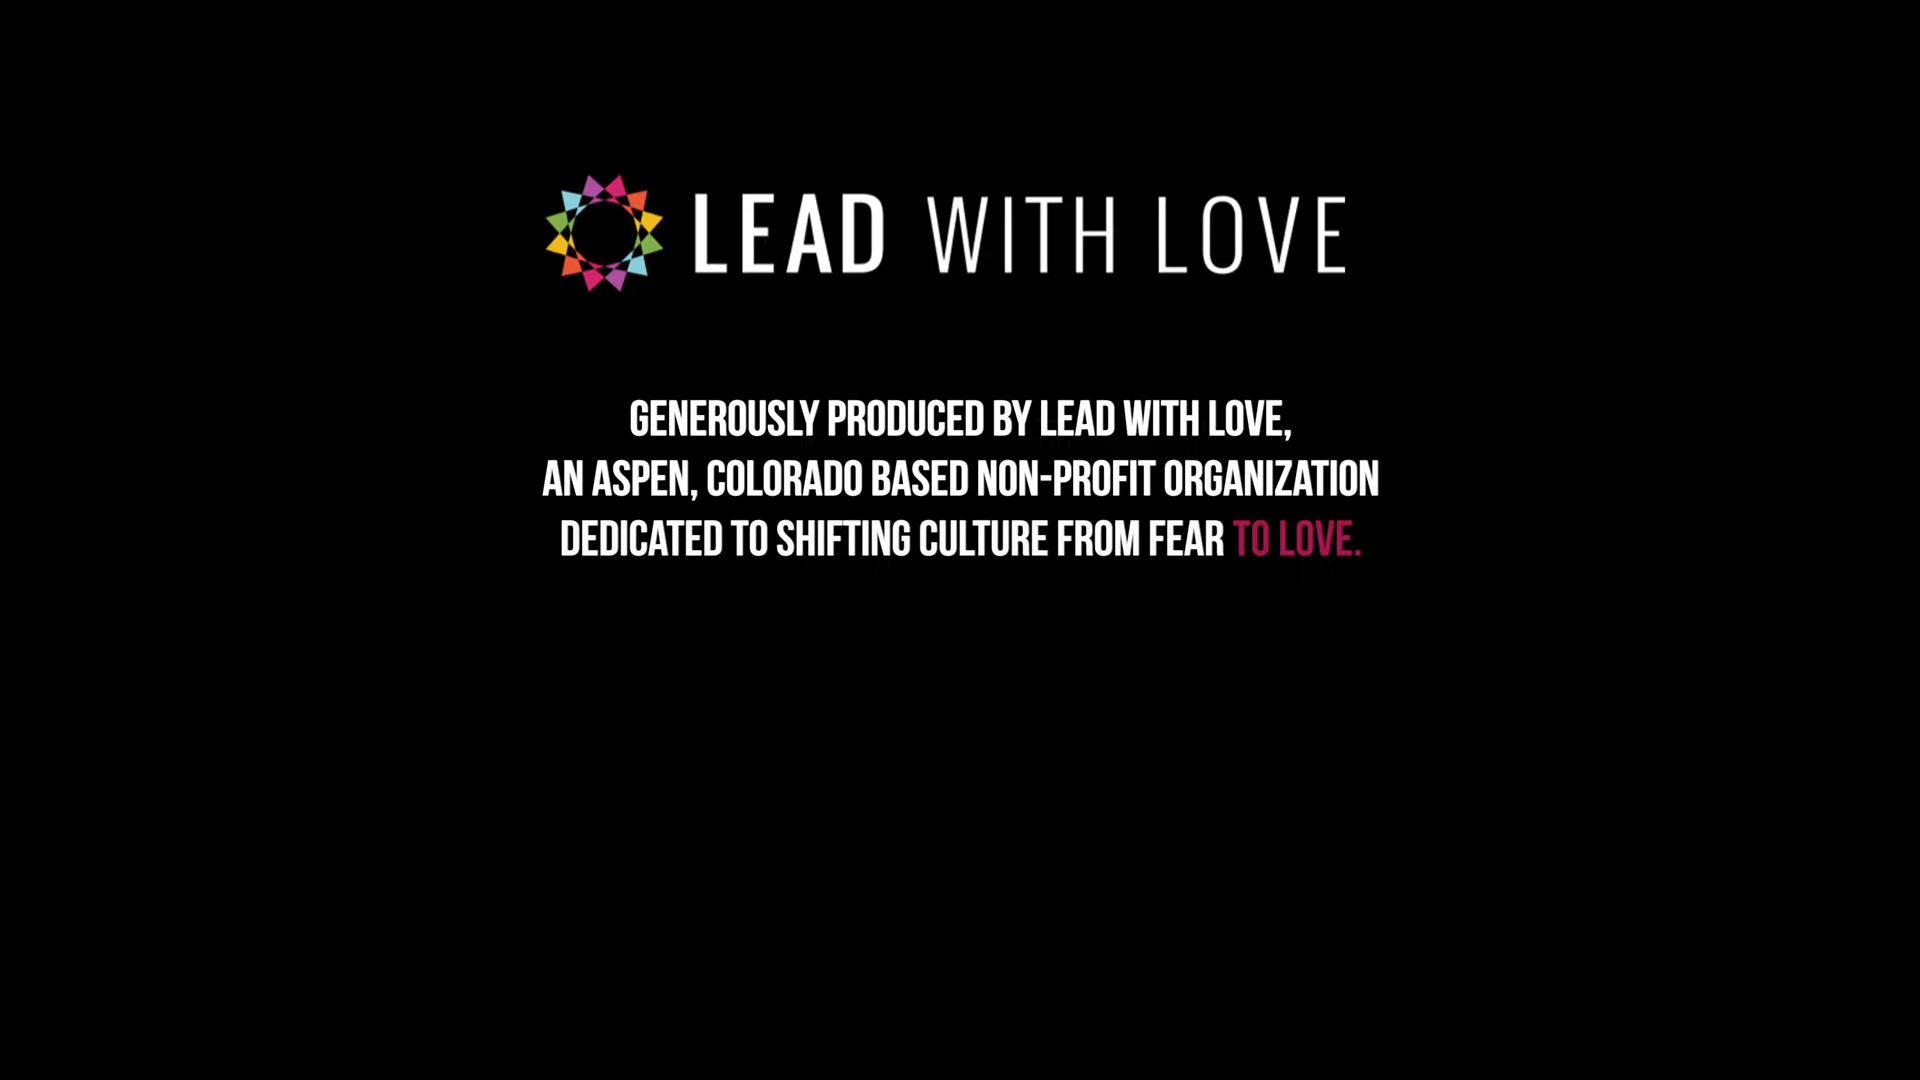 LEAD WITH LOVE
GENEROUSLY PRODUCED BY LEAD WITH LOVE,
AN ASPEN, COLORADO BASED NON-PROFIT ORGANIZATION
DEDICATED TO SHIFTING CULTURE FROM FEAR TO LOVE.